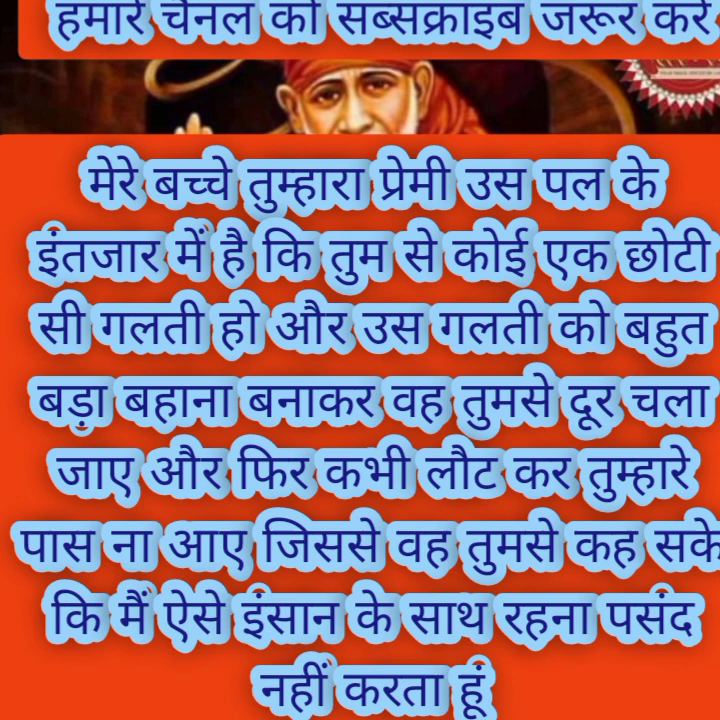 हमारे चैनल को सब्सक्राइब जरूर करें
मेरे बच्चे तुम्हारा प्रेमी उस पल के
इंतजार में है कि तुम से कोई एक छोटी
सी गलती हो और उस गलती को बहुत
बड़ा बहाना बनाकर वह तुमसे दूर चला
जाए और फिर कभी लौट कर तुम्हारे
पास ना आए जिससे वह तुमसे कह सके
कि मैं ऐसे इंसान के साथ रहना पसंद
नहीं करता हूं